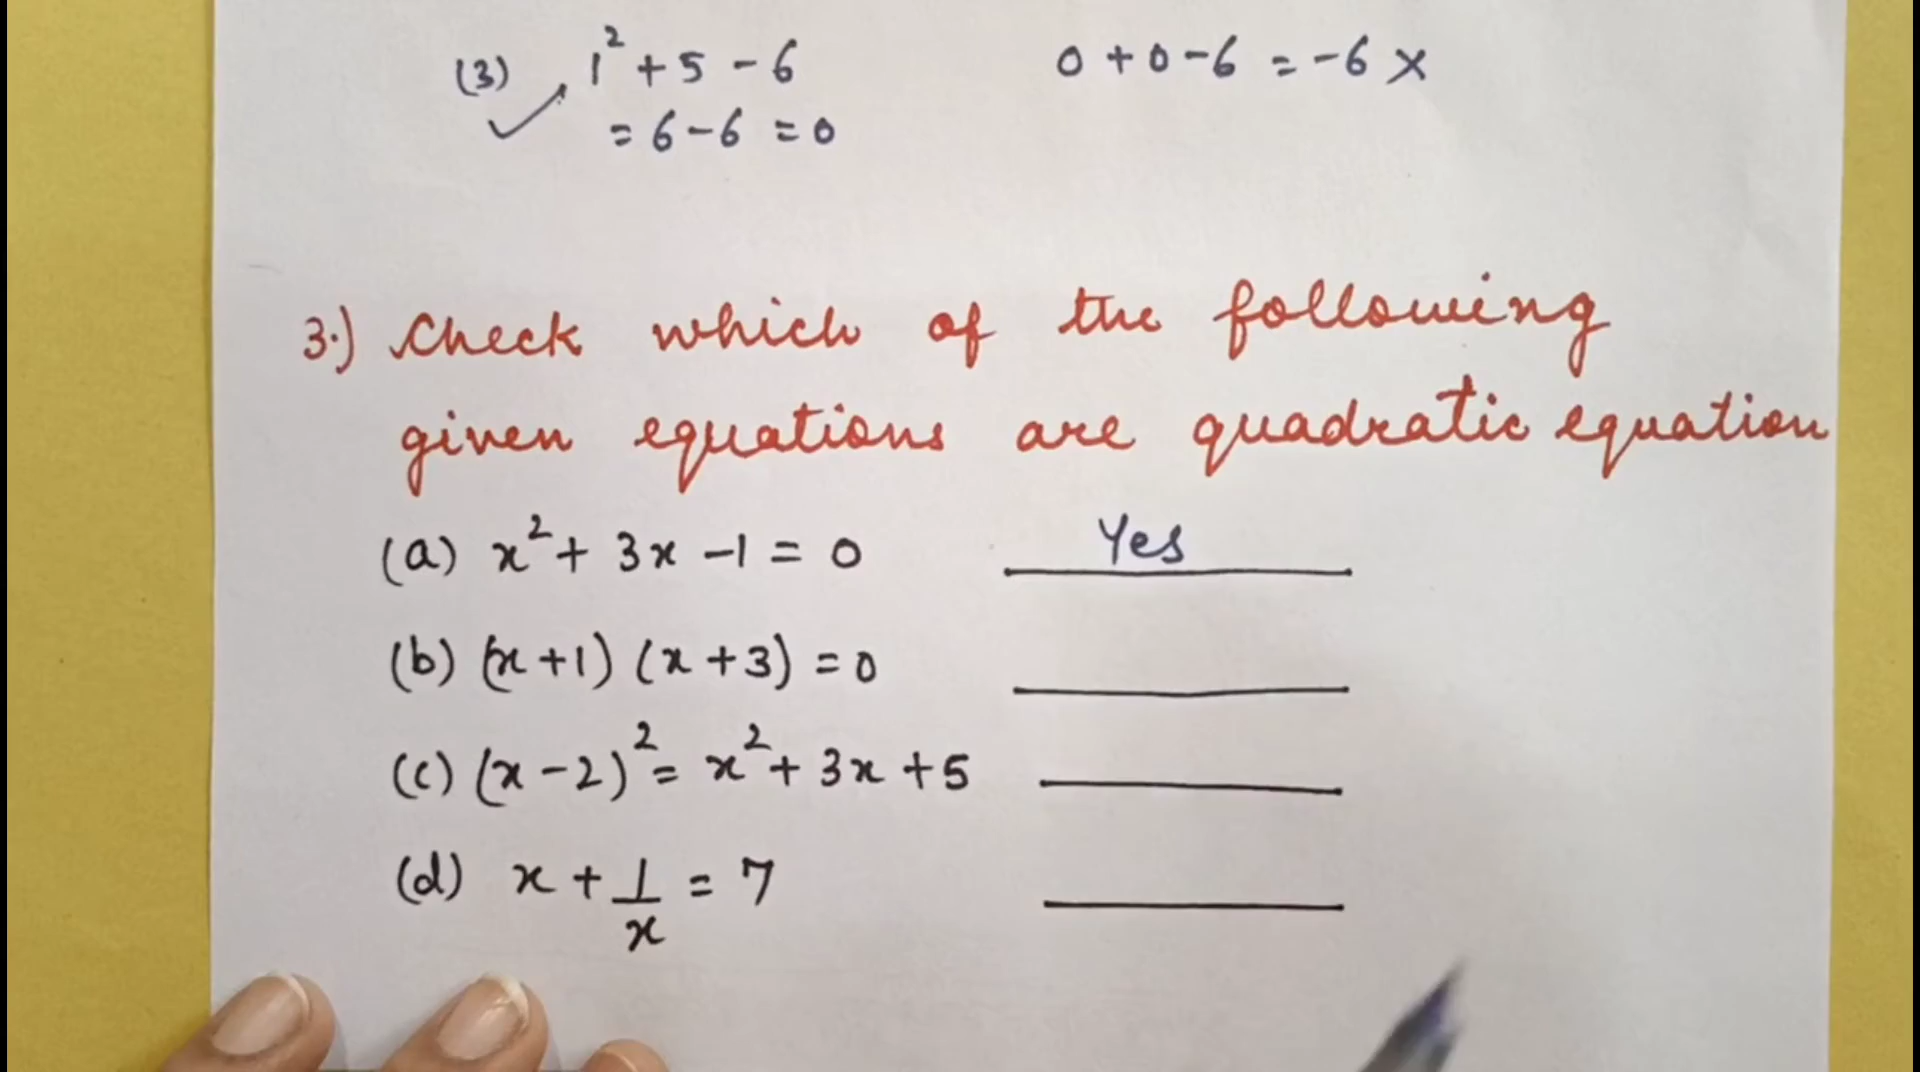 (3) 1² + 5 - 6 0 + 0 - 6 = -6 ×
✓ = 6 - 6 = 0
3.) Check which of the following
given equations are quadratic equation
(a) x² + 3x - 1 = 0 Yes
(b) (x + 1) (x + 3) = 0
(c) (x - 2)² = x² + 3x + 5
(d) x + 1/x = 7